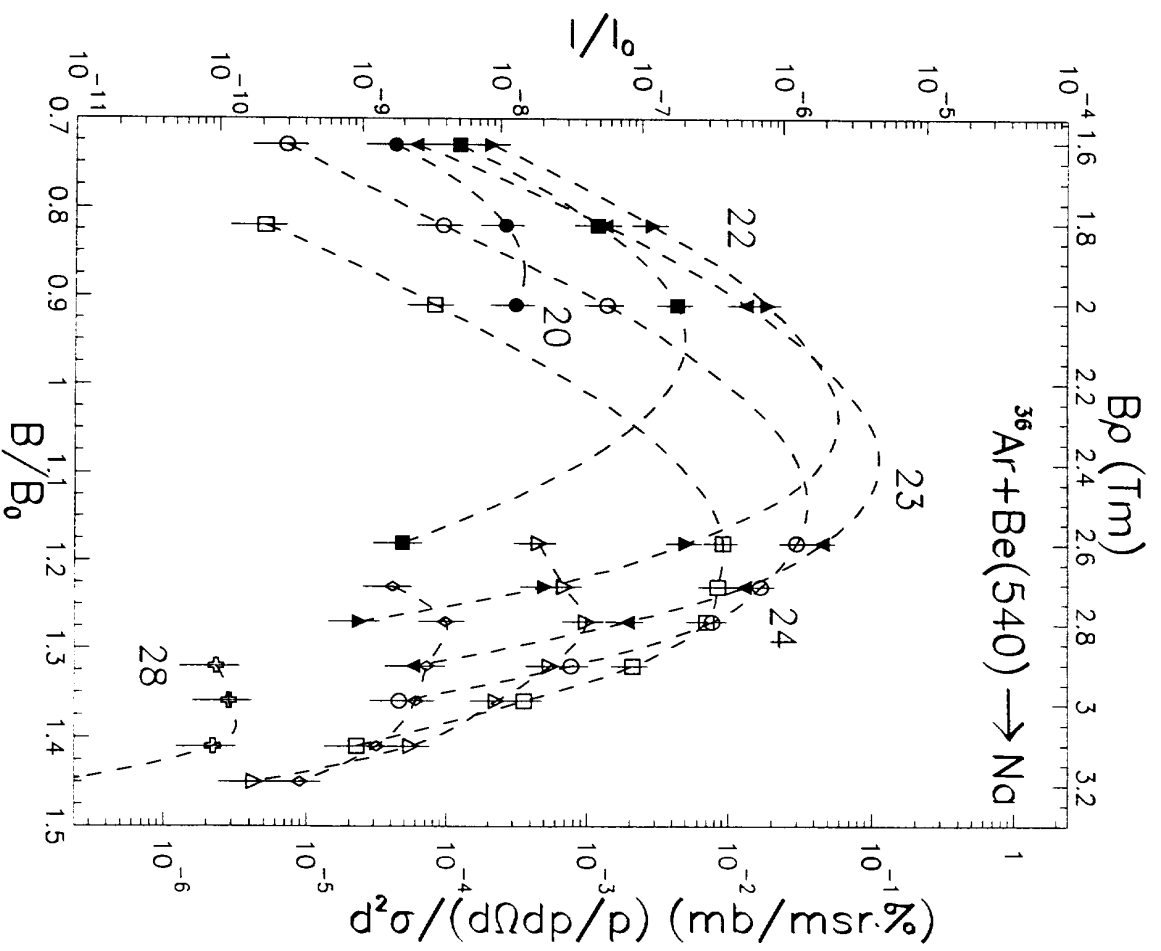 Bρ (Tm)
1.6 1.8 2 2.2 2.4 2.6 2.8 3 3.2
³⁶Ar+Be(540) → Na
I/I₀
10⁻⁴
10⁻⁵
10⁻⁶
10⁻⁷
10⁻⁸
10⁻⁹
10⁻¹⁰
10⁻¹¹
22
23
20
24
28
1
10⁻¹
10⁻²
10⁻³
10⁻⁴
10⁻⁵
10⁻⁶
d²σ/(dΩdp/p) (mb/msr·%)
0.7 0.8 0.9 1 1.1 1.2 1.3 1.4 1.5
B/B₀